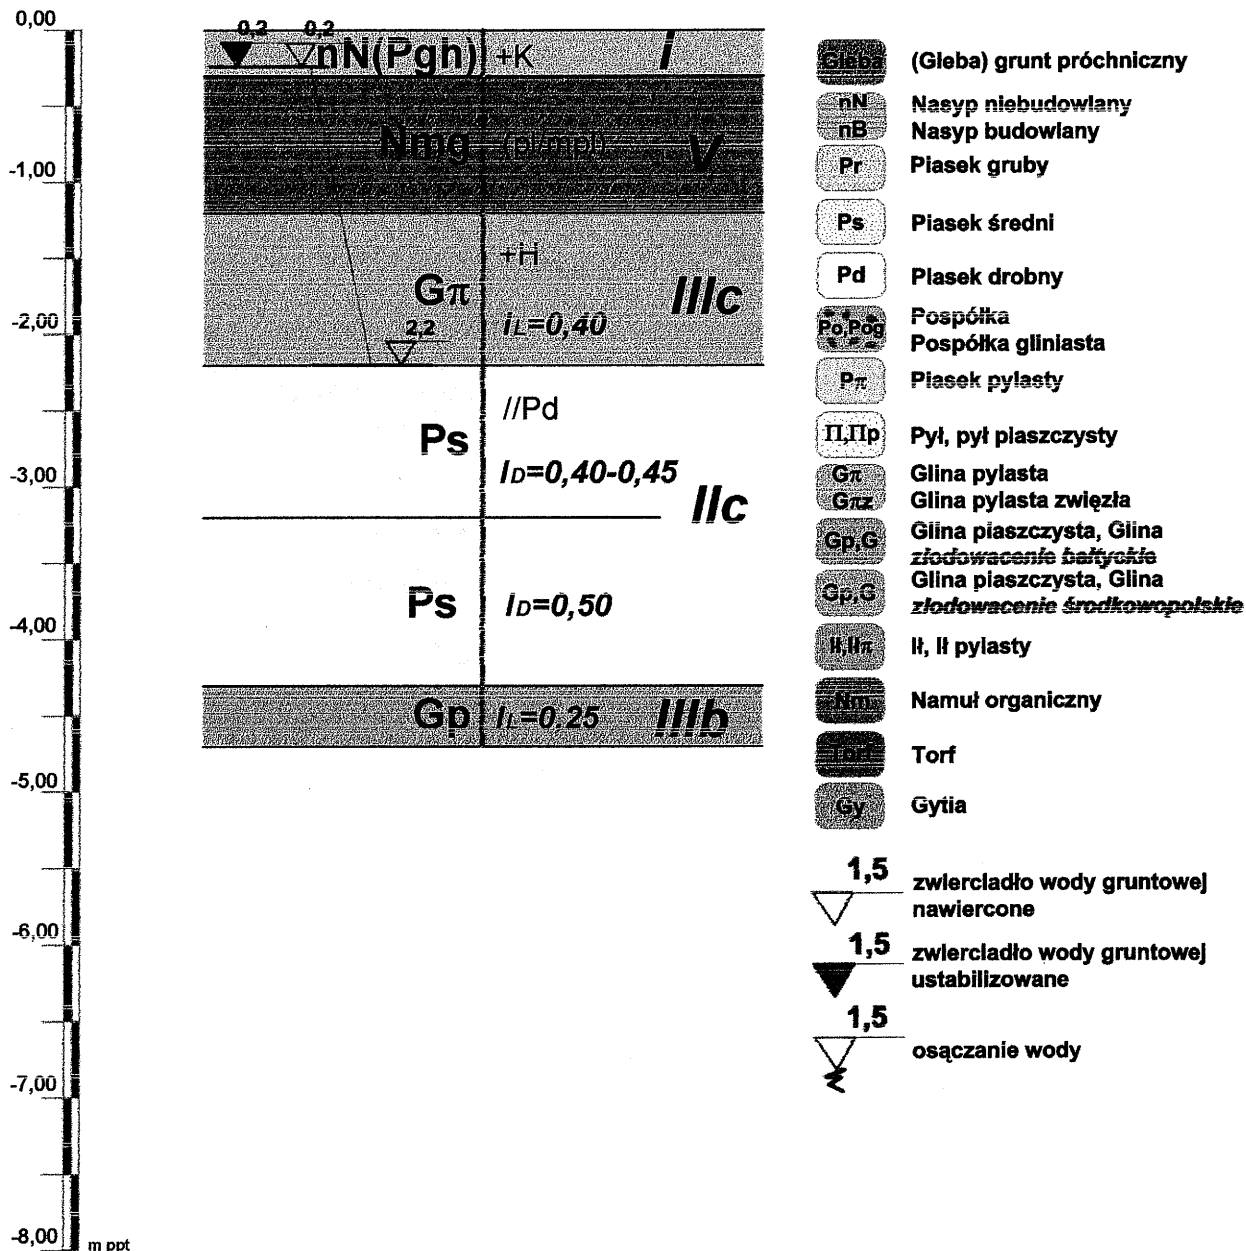 0,00
-1,00
-2,00
-3,00
-4,00
-5,00
-6,00
-7,00
-8,00
m ppt
0,2 0,2
nN(Pgh) +K I
Nmg (pl/mpl) V
+H
Gπ IIIc
IL=0,40
2,2
//Pd
Ps
ID=0,40-0,45
IIc
Ps ID=0,50
Gp IL=0,25 IIIb
Gleba (Gleba) grunt próchniczny
nN Nasyp niebudowlany
nB Nasyp budowlany
Pr Piasek gruby
Ps Piasek średni
Pd Piasek drobny
Po,Pog Pospółka
Pospółka gliniasta
Pπ Piasek pylasty
Π,Πp Pył, pył piaszczysty
Gπ Glina pylasta
Gπz Glina pylasta zwięzła
Gp,G Glina piaszczysta, Glina
zlodowacenie bałtyckie
Gp,G Glina piaszczysta, Glina
zlodowacenie środkowopolskie
Ił,Iłπ Ił, Ił pylasty
Nm Namuł organiczny
Torf Torf
Gy Gytia
1,5 zwierciadło wody gruntowej
nawiercone
1,5 zwierciadło wody gruntowej
ustabilizowane
1,5
osączanie wody